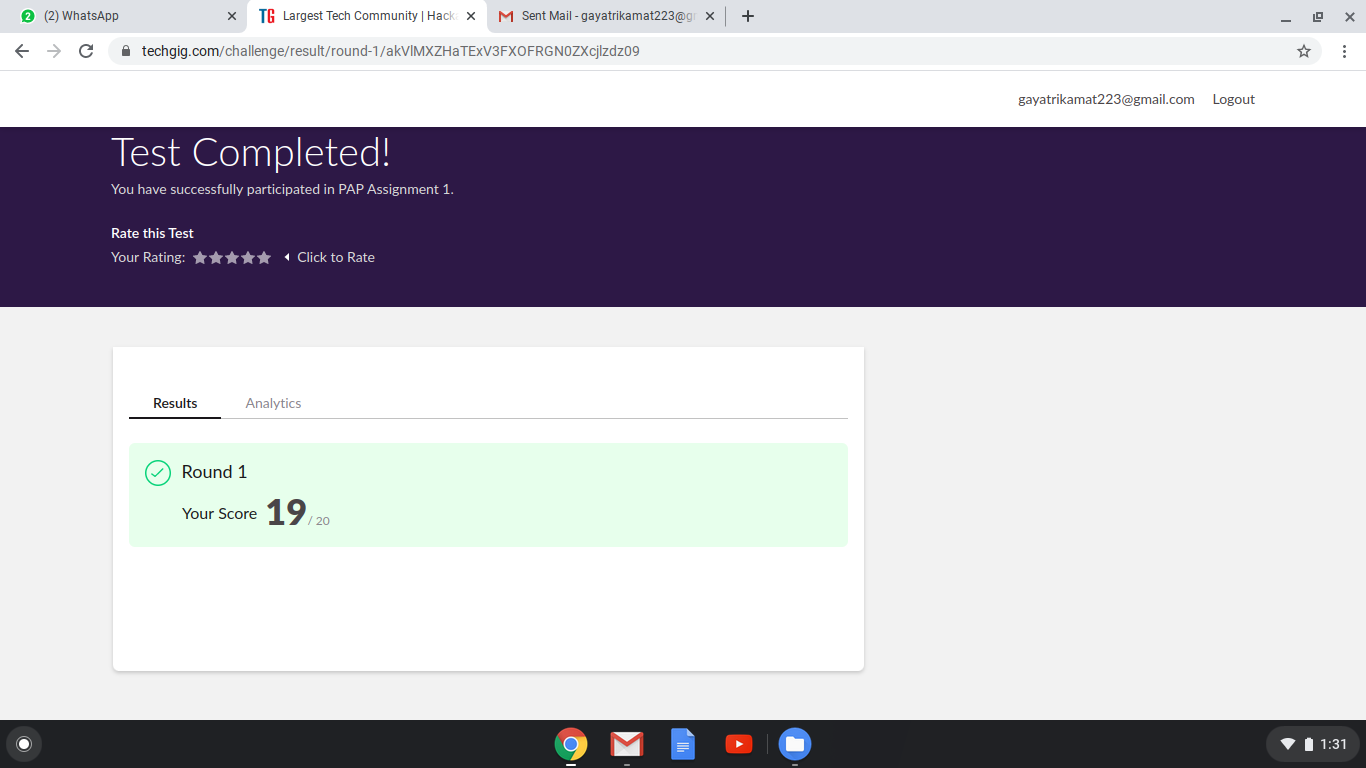 2 (2) WhatsApp
TG Largest Tech Community | Hack
Sent Mail - gayatrikamat223@g
techgig.com/challenge/result/round-1/akVlMXZHaTExV3FXOFRGN0ZXcjlzdz09
gayatrikamat223@gmail.com Logout
Test Completed!
You have successfully participated in PAP Assignment 1.
Rate this Test
Your Rating: Click to Rate
Results Analytics
Round 1
Your Score 19 / 20
1:31